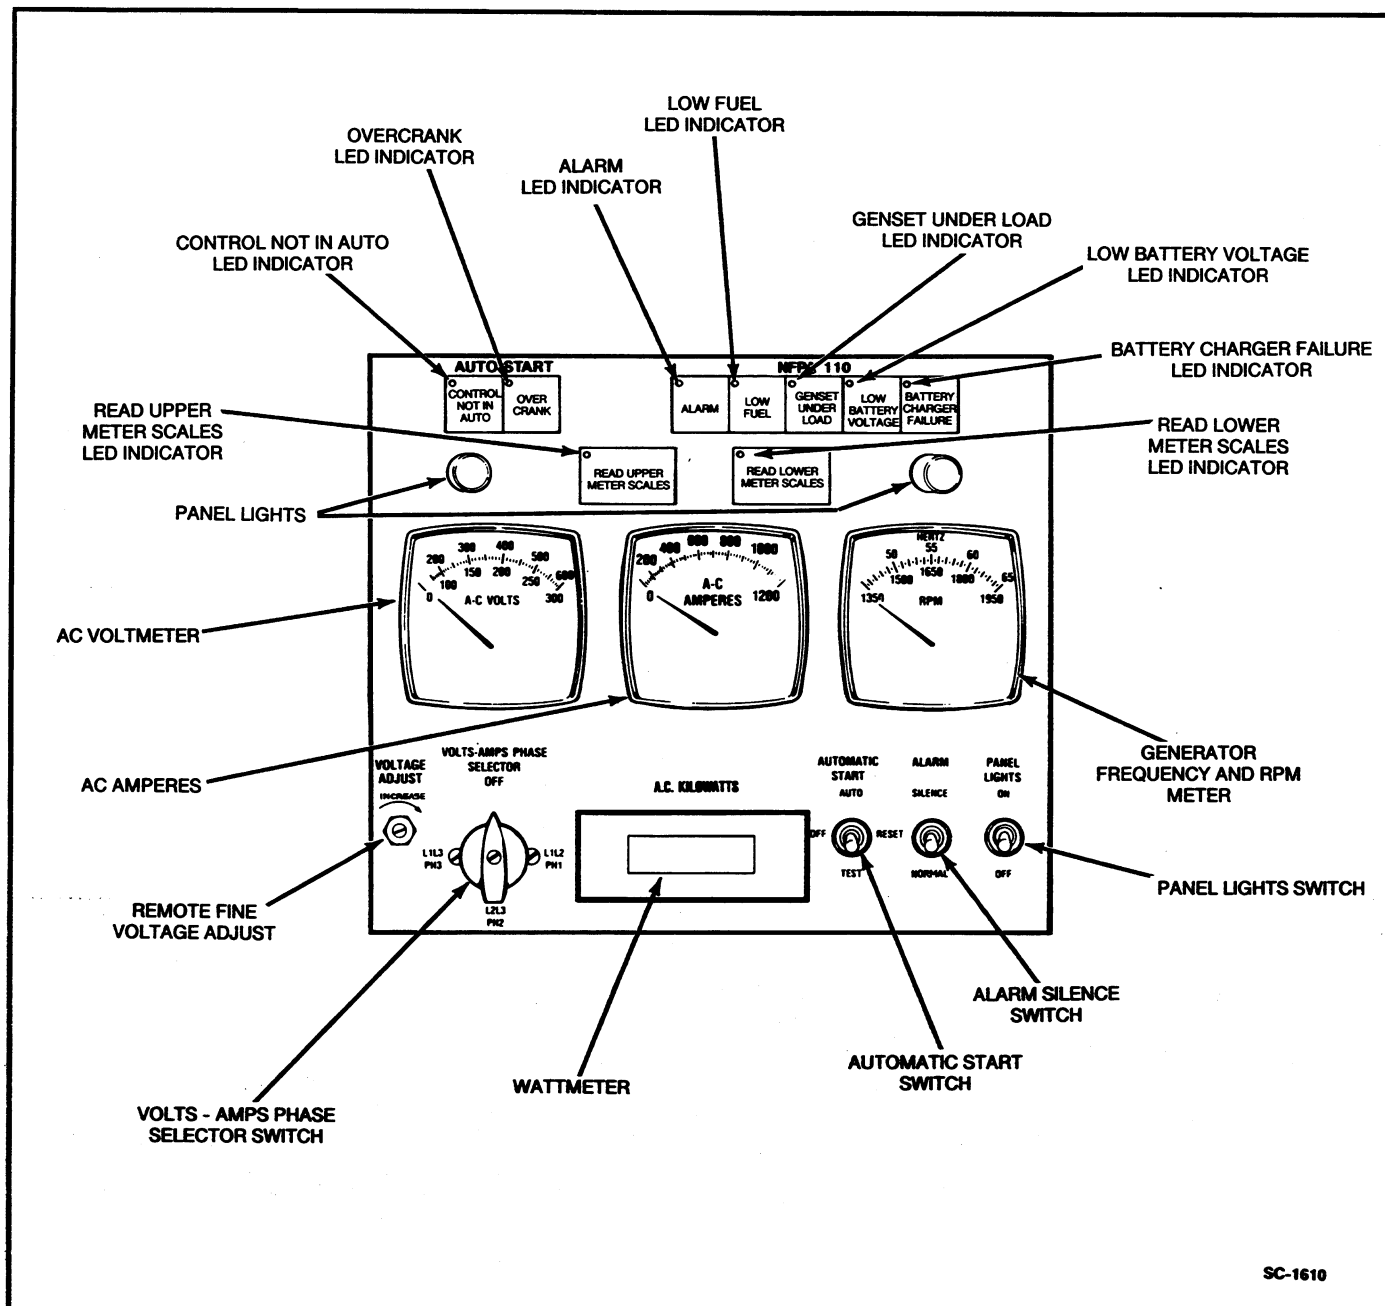 LOW FUEL
LED INDICATOR
OVERCRANK
LED INDICATOR
ALARM
LED INDICATOR
GENSET UNDER LOAD
LED INDICATOR
CONTROL NOT IN AUTO
LED INDICATOR
LOW BATTERY VOLTAGE
LED INDICATOR
BATTERY CHARGER FAILURE
LED INDICATOR
READ UPPER
METER SCALES
LED INDICATOR
READ LOWER
METER SCALES
LED INDICATOR
PANEL LIGHTS
AUTO START
NFPA 110
CONTROL
NOT IN
AUTO
OVER
CRANK
ALARM
LOW
FUEL
GENSET
UNDER
LOAD
LOW
BATTERY
VOLTAGE
BATTERY
CHARGER
FAILURE
READ UPPER
METER SCALES
READ LOWER
METER SCALES
200 300 400 500 600
0 100 150 200 250 300
A-C VOLTS
200 400 600 800 1000
0 1200
A-C
AMPERES
HERTZ
50 55 60 65
1350 1500 1650 1800 1950
RPM
AC VOLTMETER
AC AMPERES
GENERATOR
FREQUENCY AND RPM
METER
VOLTAGE
ADJUST
INCREASE
VOLTS-AMPS PHASE
SELECTOR
OFF
L1L3
PH3
L1L2
PH1
L2L3
PH2
A.C. KILOWATTS
AUTOMATIC
START
AUTO
OFF
RESET
TEST
ALARM
SILENCE
NORMAL
PANEL
LIGHTS
ON
OFF
REMOTE FINE
VOLTAGE ADJUST
PANEL LIGHTS SWITCH
ALARM SILENCE
SWITCH
AUTOMATIC START
SWITCH
WATTMETER
VOLTS - AMPS PHASE
SELECTOR SWITCH
SC-1610